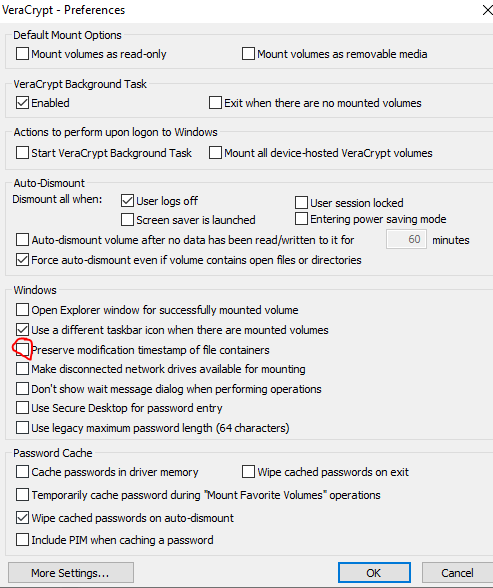 VeraCrypt - Preferences
Default Mount Options
Mount volumes as read-only Mount volumes as removable media
VeraCrypt Background Task
Enabled Exit when there are no mounted volumes
Actions to perform upon logon to Windows
Start VeraCrypt Background Task Mount all device-hosted VeraCrypt volumes
Auto-Dismount
Dismount all when: User logs off User session locked
Screen saver is launched Entering power saving mode
Auto-dismount volume after no data has been read/written to it for 60 minutes
Force auto-dismount even if volume contains open files or directories
Windows
Open Explorer window for successfully mounted volume
Use a different taskbar icon when there are mounted volumes
Preserve modification timestamp of file containers
Make disconnected network drives available for mounting
Don't show wait message dialog when performing operations
Use Secure Desktop for password entry
Use legacy maximum password length (64 characters)
Password Cache
Cache passwords in driver memory Wipe cached passwords on exit
Temporarily cache password during "Mount Favorite Volumes" operations
Wipe cached passwords on auto-dismount
Include PIM when caching a password
More Settings... OK Cancel